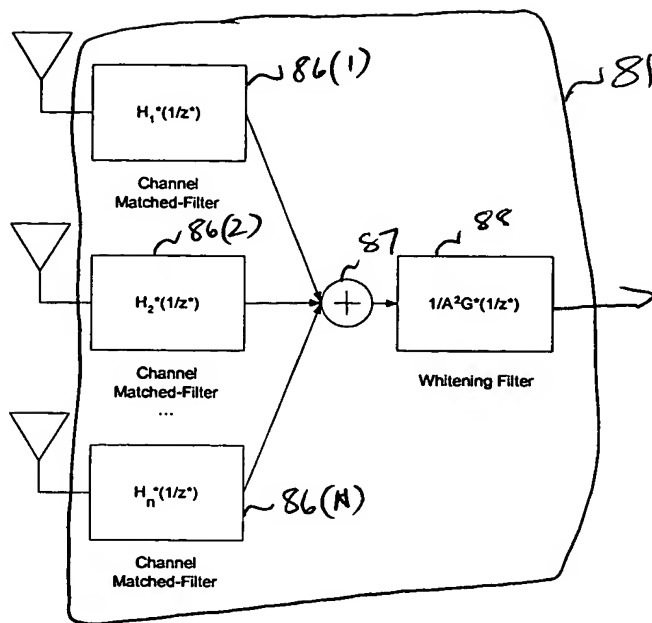 86(1)
H₁*(1/z*)
Channel
Matched-Filter
86(2)
87
88
H₂*(1/z*)
1/A²G*(1/z*)
Channel
Matched-Filter
...
Whitening Filter
Hₙ*(1/z*)
86(N)
Channel
Matched-Filter